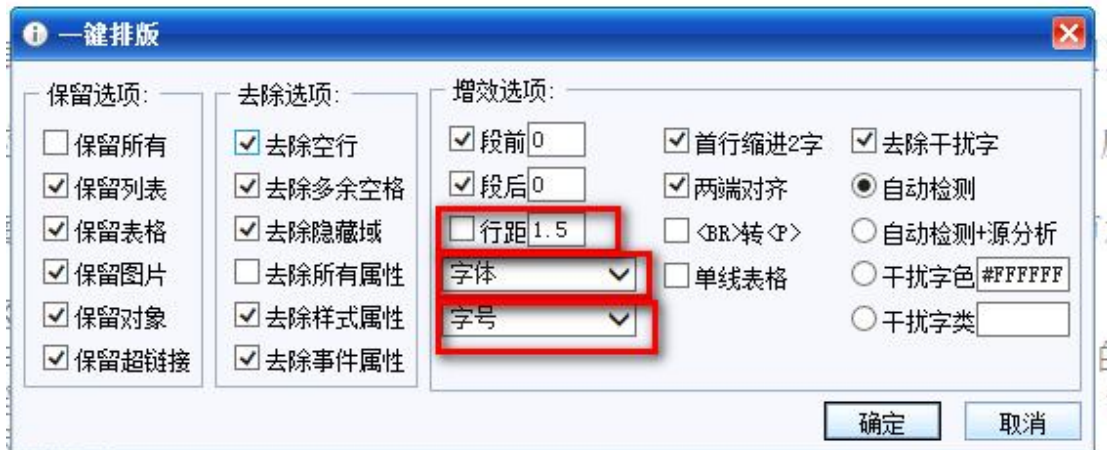 一键排版
保留选项:
保留所有
保留列表
保留表格
保留图片
保留对象
保留超链接
去除选项:
去除空行
去除多余空格
去除隐藏域
去除所有属性
去除样式属性
去除事件属性
增效选项:
段前 0
段后 0
行距 1.5
字体
字号
首行缩进2字
两端对齐
<BR>转<P>
单线表格
去除干扰字
自动检测
自动检测+源分析
干扰字色 #FFFFFF
干扰字类
确定
取消